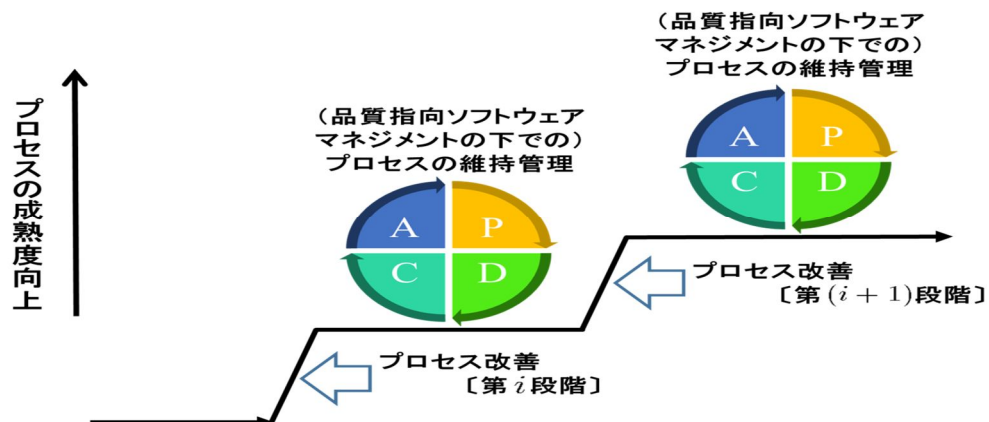 プロセスの成熟度向上
（品質指向ソフトウェア
マネジメントの下での）
プロセスの維持管理
A
P
C
D
プロセス改善
〔第 i 段階〕
（品質指向ソフトウェア
マネジメントの下での）
プロセスの維持管理
A
P
C
D
プロセス改善
〔第 (i + 1) 段階〕